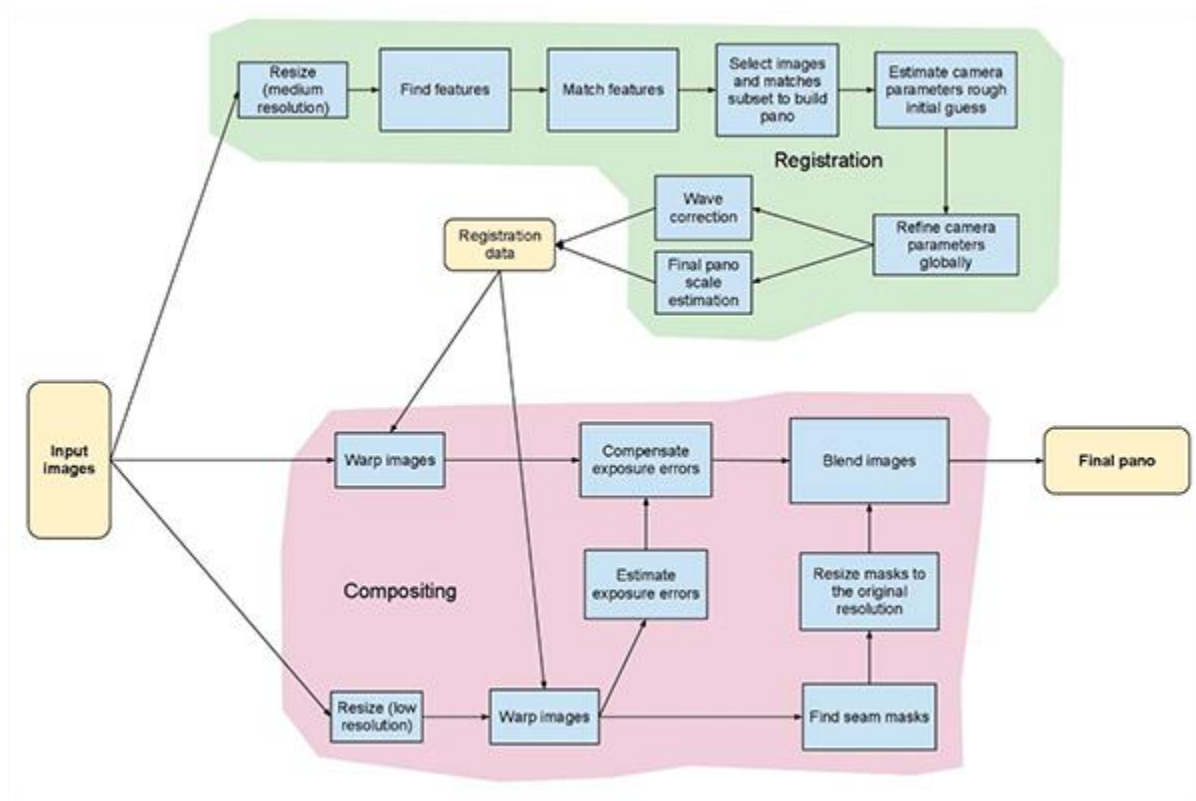 Resize
(medium
resolution)
Find features
Match features
Select images
and matches
subset to build
pano
Estimate camera
parameters rough
initial guess
Registration
Wave
correction
Refine camera
parameters
globally
Final pano
scale
estimation
Registration
data
Input
images
Warp images
Compensate
exposure errors
Blend images
Final pano
Compositing
Estimate
exposure errors
Resize masks to
the original
resolution
Resize (low
resolution)
Warp images
Find seam masks